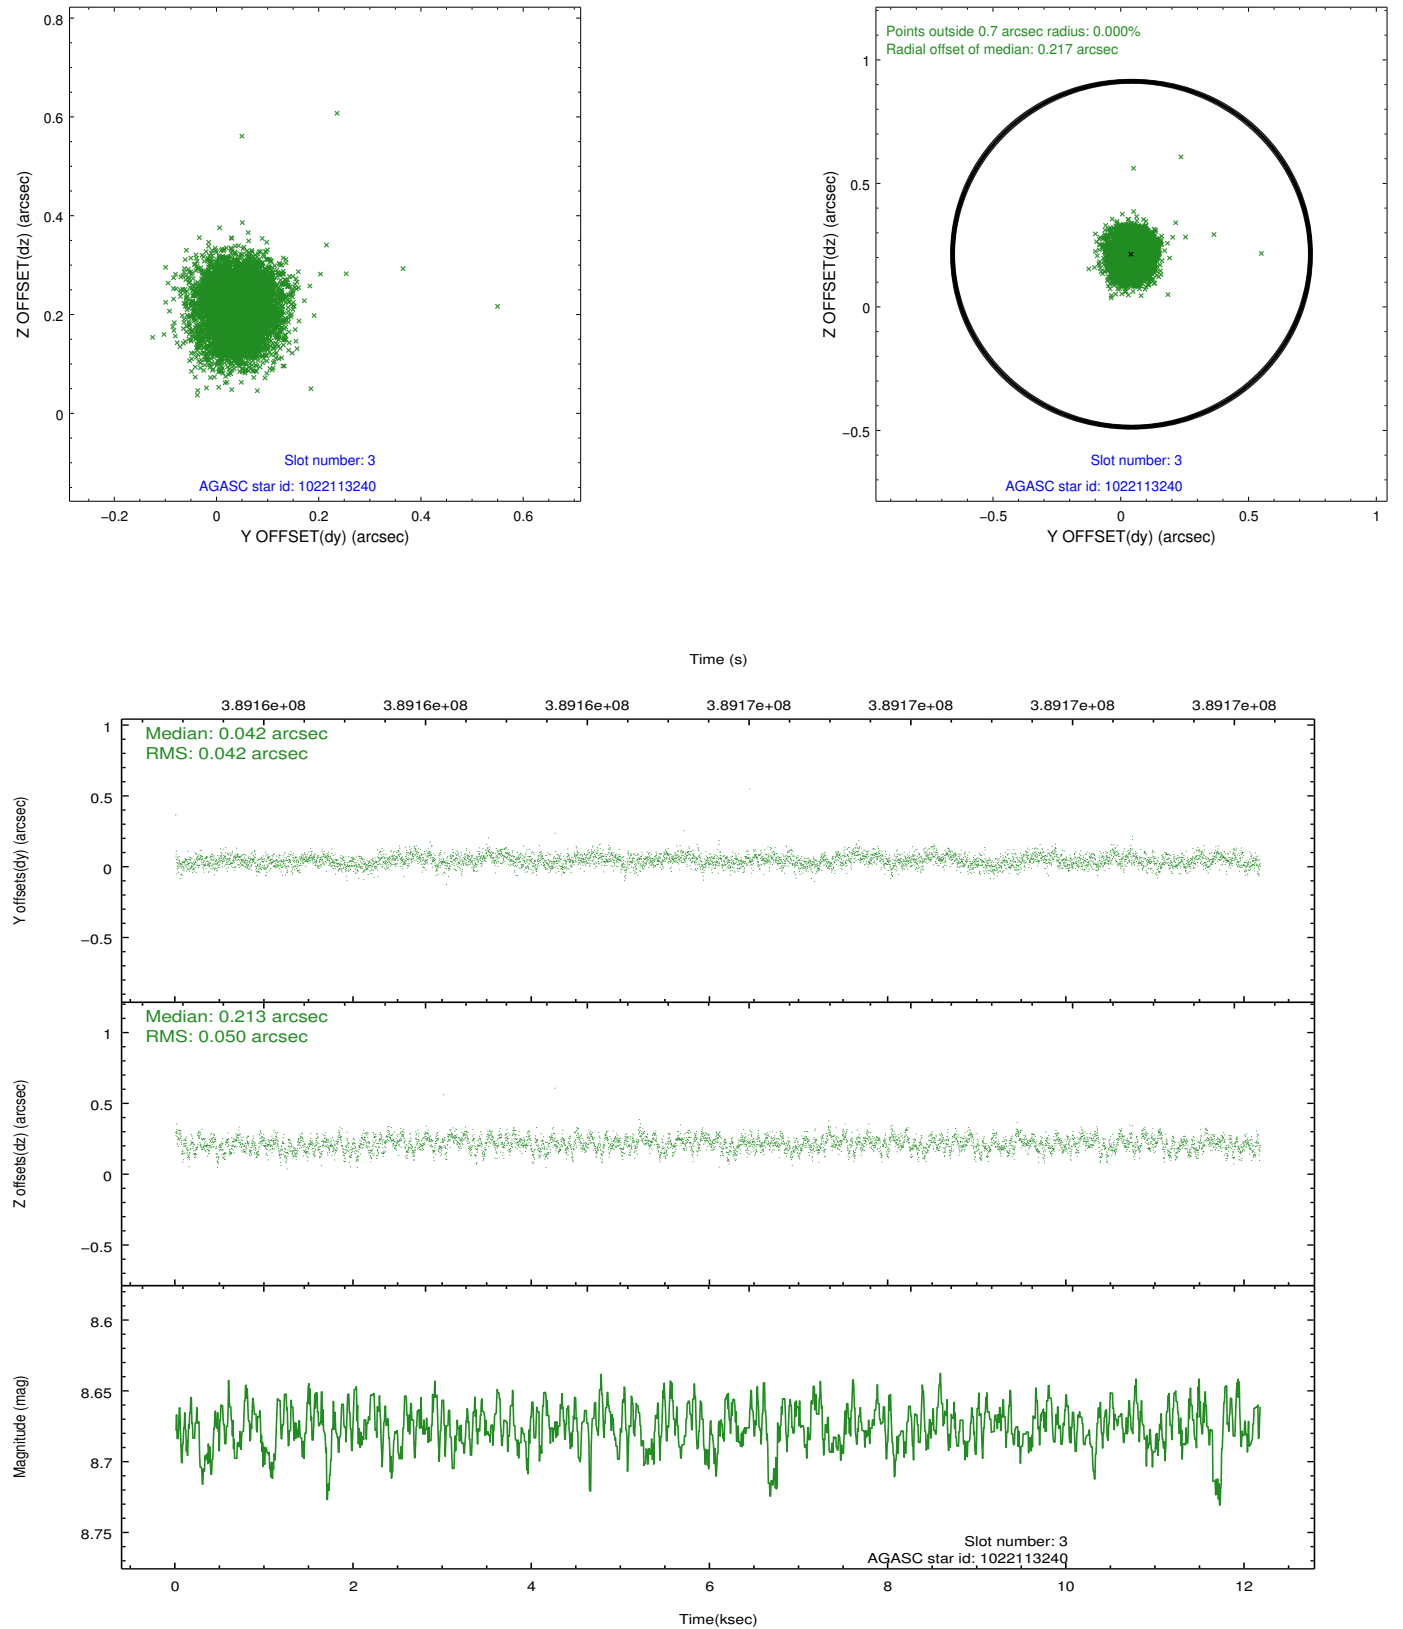 0.8
0.6
0.4
0.2
0
Z OFFSET(dz) (arcsec)
Slot number: 3
AGASC star id: 1022113240
−0.2 0 0.2 0.4 0.6
Y OFFSET(dy) (arcsec)
Points outside 0.7 arcsec radius: 0.000%
Radial offset of median: 0.217 arcsec
1
0.5
0
−0.5
Z OFFSET(dz) (arcsec)
Slot number: 3
AGASC star id: 1022113240
−0.5 0 0.5 1
Y OFFSET(dy) (arcsec)
Time (s)
3.8916e+08 3.8916e+08 3.8916e+08 3.8917e+08 3.8917e+08 3.8917e+08 3.8917e+08
Median: 0.042 arcsec
RMS: 0.042 arcsec
1
0.5
0
−0.5
Y offsets(dy) (arcsec)
Median: 0.213 arcsec
RMS: 0.050 arcsec
1
0.5
0
−0.5
Z offsets(dz) (arcsec)
8.6
8.65
8.7
8.75
Magnitude (mag)
Slot number: 3
AGASC star id: 1022113240
0 2 4 6 8 10 12
Time(ksec)